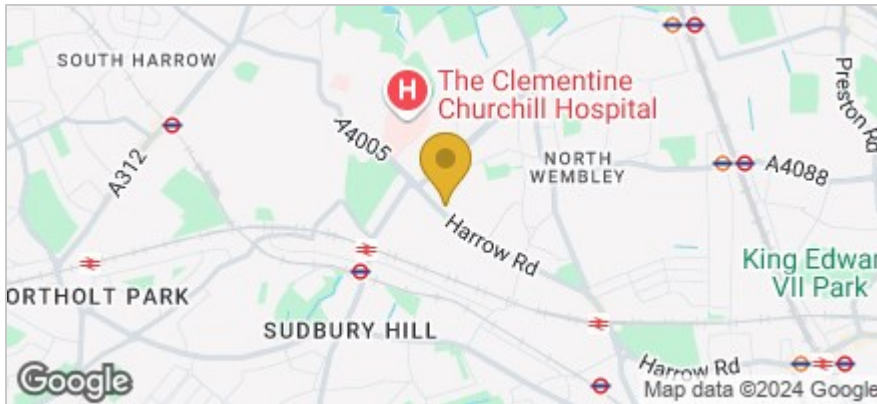 SOUTH HARROW
H
The Clementine
Churchill Hospital
A4005
A312
Preston Rd
NORTH
WEMBLEY
A4088
Harrow Rd
King Edwar
VII Park
ORTHOLT PARK
SUDBURY HILL
Harrow Rd
Google
Map data ©2024 Google